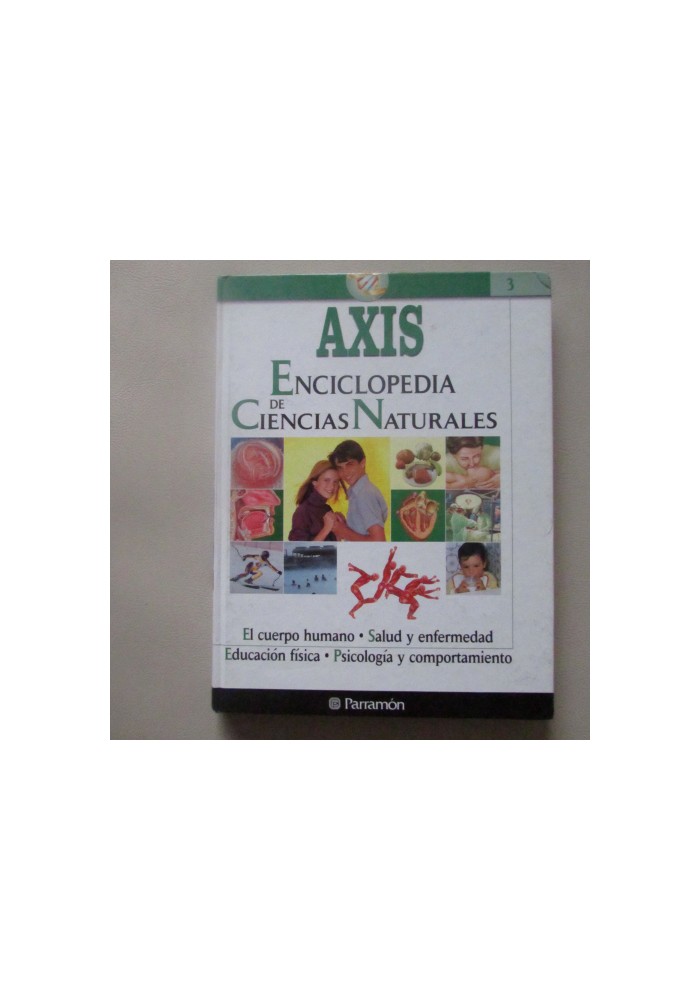 3
AXIS
ENCICLOPEDIA
DE
CIENCIAS NATURALES
El cuerpo humano • Salud y enfermedad
Educación física • Psicología y comportamiento
Parramón